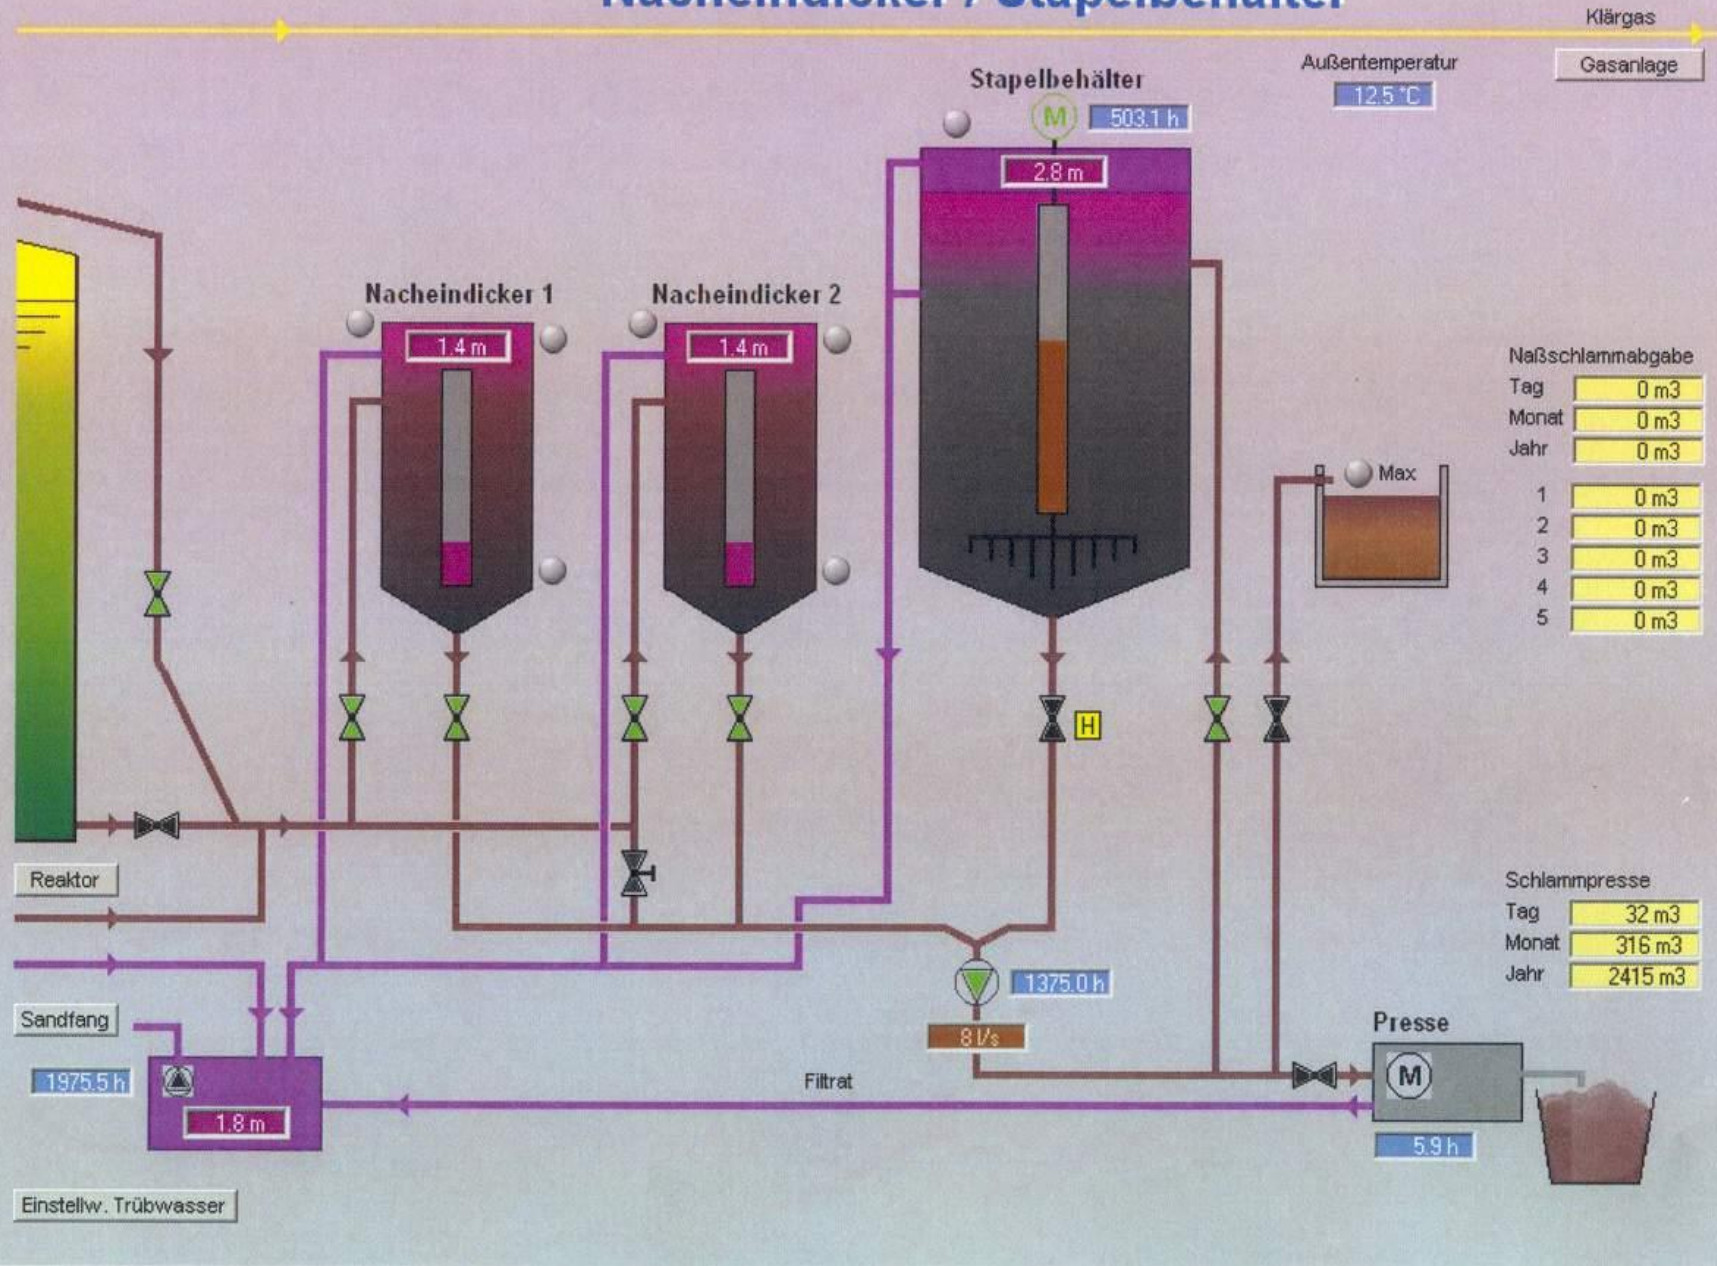 Nacheindicker / Stapelbehälter
Klärgas
Außentemperatur
Gasanlage
12.5 °C
Stapelbehälter
M
503.1 h
2.8 m
Nacheindicker 1
Nacheindicker 2
1.4 m
1.4 m
Naßschlammabgabe
Tag 0 m3
Monat 0 m3
Jahr 0 m3
Max
1 0 m3
2 0 m3
3 0 m3
4 0 m3
5 0 m3
H
Reaktor
Schlammpresse
Tag 32 m3
Monat 316 m3
Jahr 2415 m3
1375.0 h
8 l/s
Sandfang
Presse
1975.5 h
Filtrat
M
1.8 m
5.9 h
Einstellw. Trübwasser